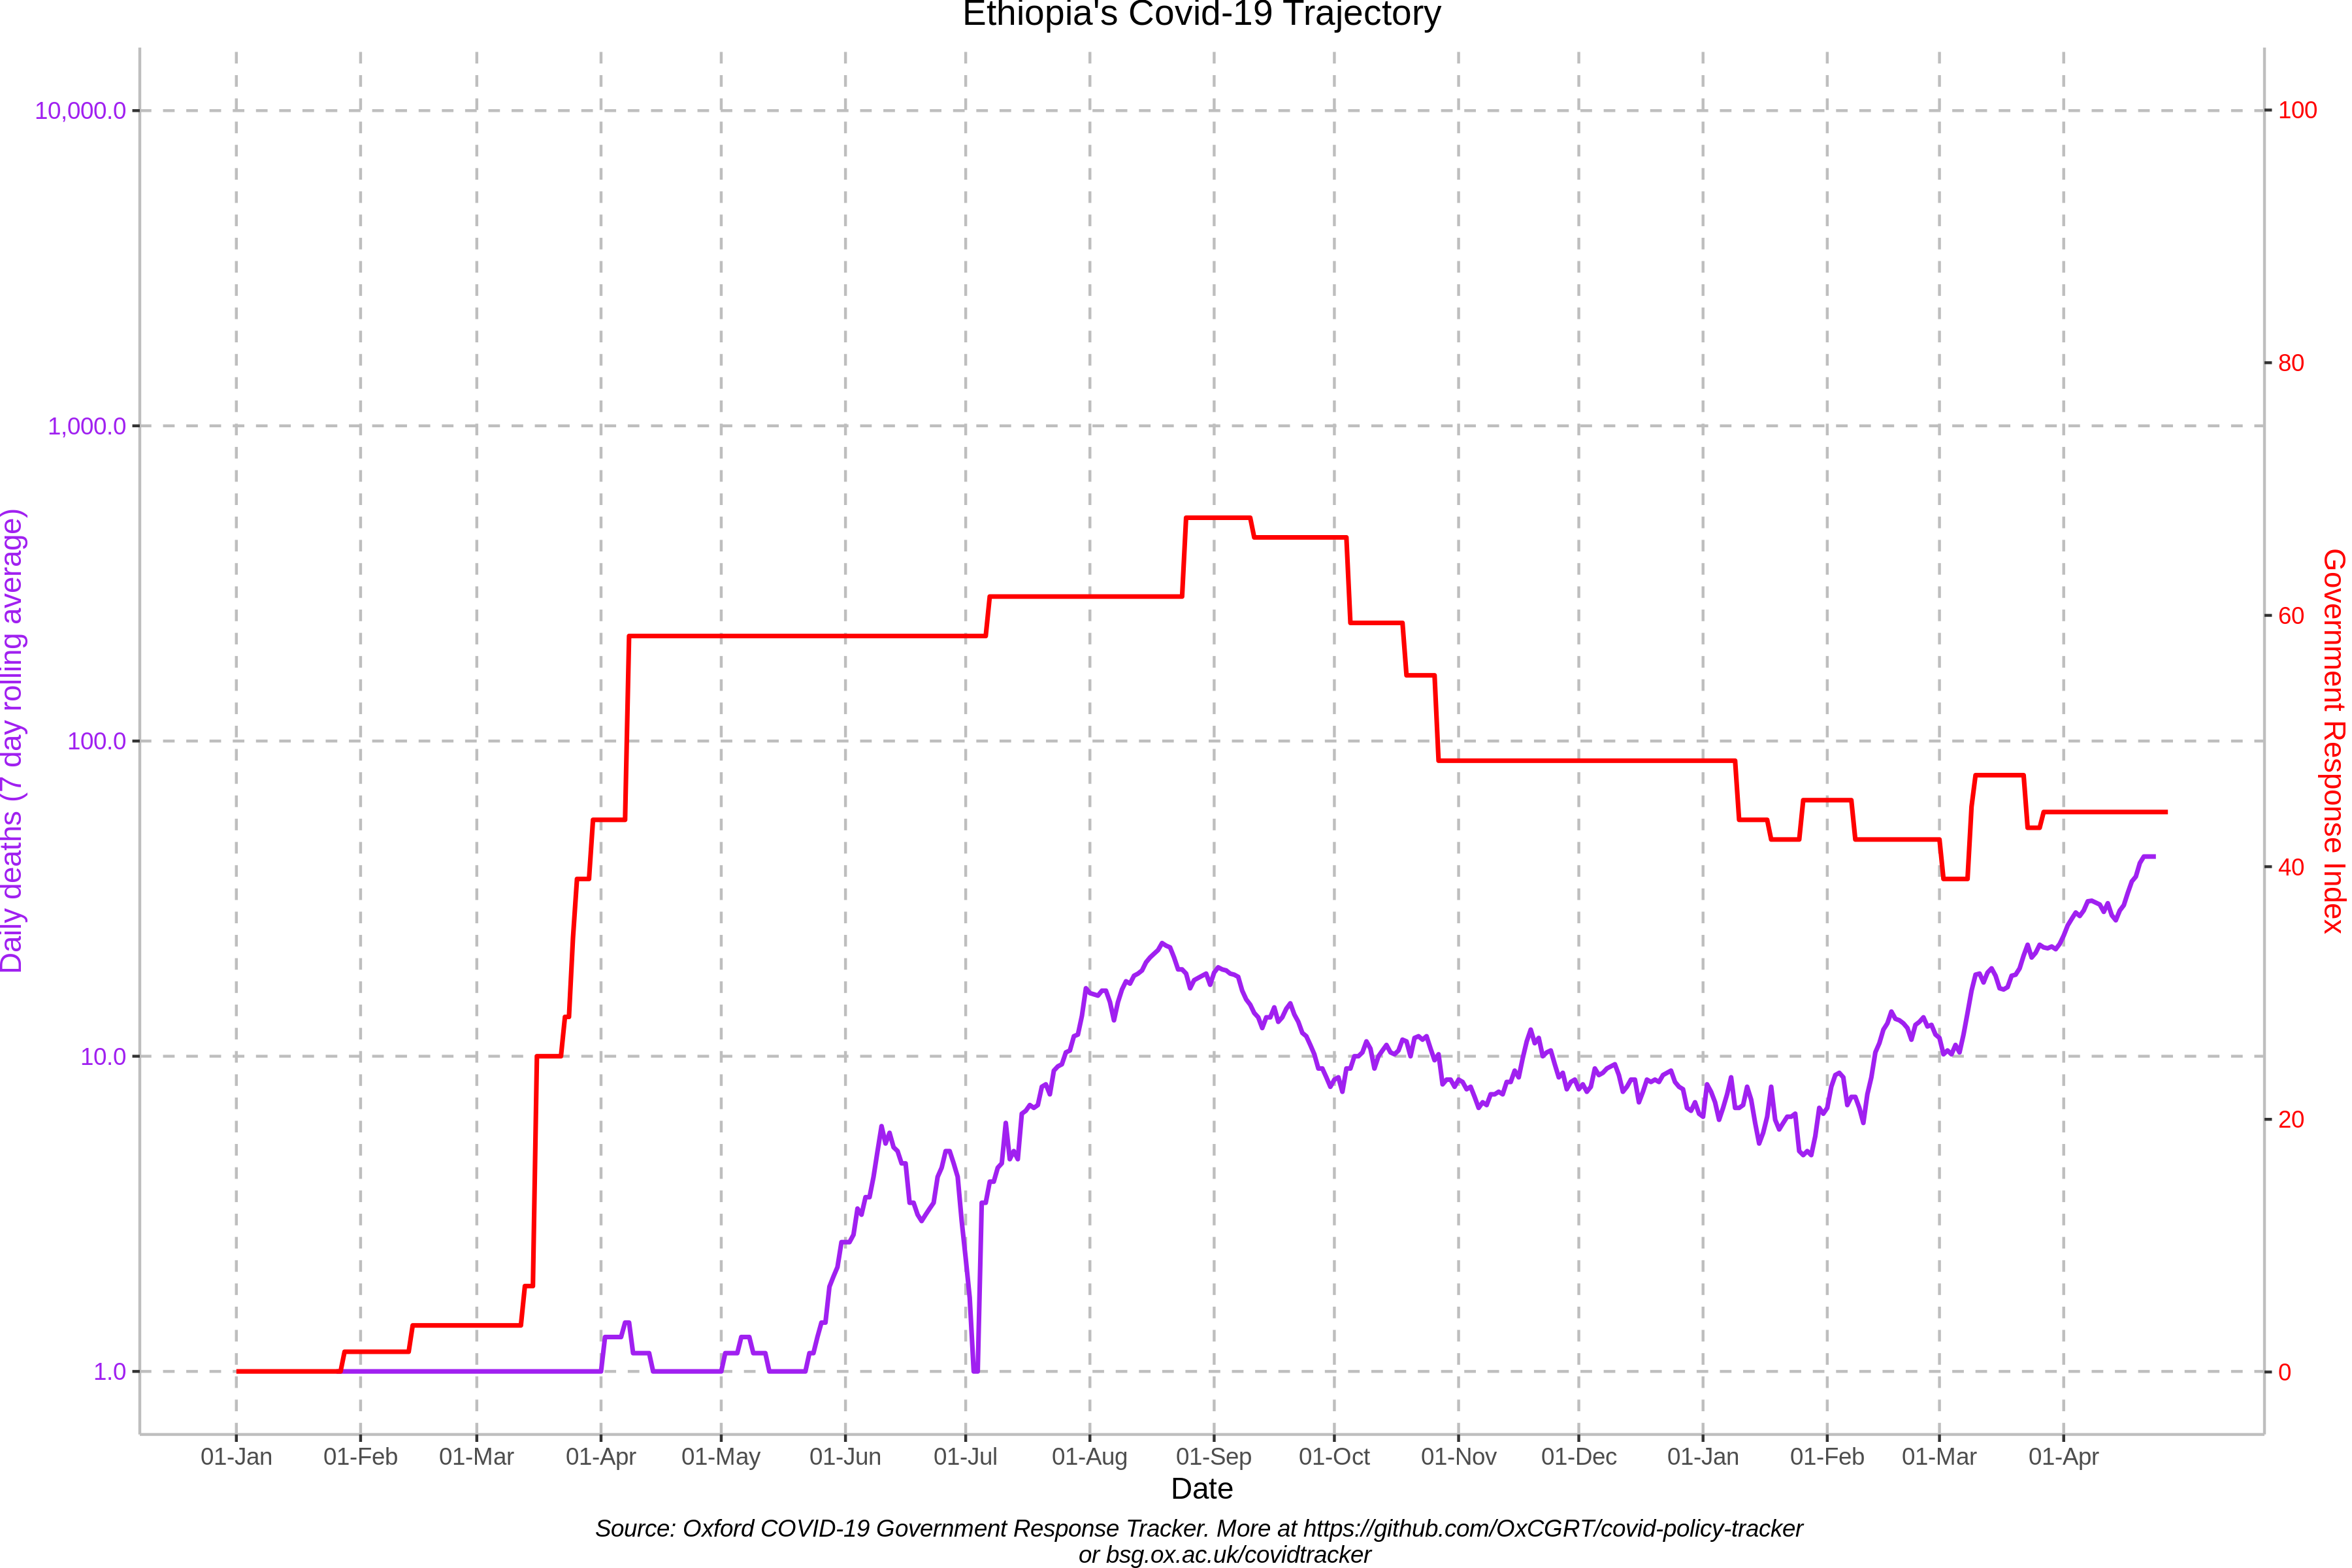 Ethiopia's Covid-19 Trajectory
10,000.0
1,000.0
100.0
10.0
1.0
Daily deaths (7 day rolling average)
100
80
60
40
20
0
Government Response Index
01-Jan 01-Feb 01-Mar 01-Apr 01-May 01-Jun 01-Jul 01-Aug 01-Sep 01-Oct 01-Nov 01-Dec 01-Jan 01-Feb 01-Mar 01-Apr
Date
Source: Oxford COVID-19 Government Response Tracker. More at https://github.com/OxCGRT/covid-policy-tracker
or bsg.ox.ac.uk/covidtracker